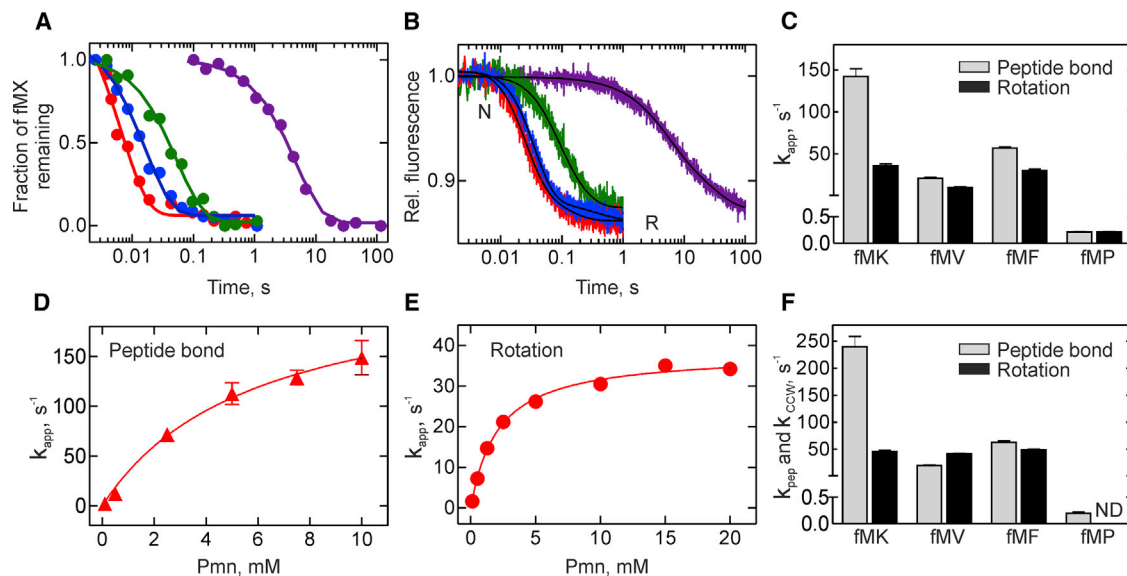 A
Fraction of fMX
remaining
1.0
0.5
0.0
0.01 0.1 1 10 100
Time, s
B
Rel. fluorescence
1.0
0.9
N
R
0.01 0.1 1 10 100
Time, s
C
kapp, s-1
150
100
50
0.5
0.0
Peptide bond
Rotation
fMK fMV fMF fMP
D
Peptide bond
kapp, s-1
150
100
50
0
0 2 4 6 8 10 12
Pmn, mM
E
Rotation
kapp, s-1
40
30
20
10
0
0 5 10 15 20
Pmn, mM
F
kpep and kCCW, s-1
250
200
150
100
50
0.5
0.0
Peptide bond
Rotation
ND
fMK fMV fMF fMP